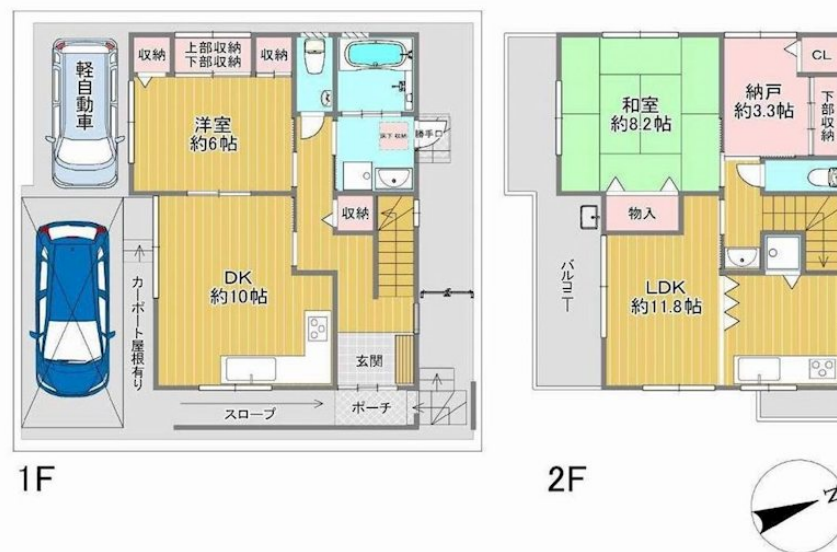 収納
上部収納
下部収納
収納
軽自動車
洋室
約6帖
床下収納
勝手口
収納
DK
約10帖
カーポート屋根有り
玄関
スロープ
ポーチ
1F
和室
約8.2帖
納戸
約3.3帖
CL
下部収納
物入
バルコニー
LDK
約11.8帖
2F
N